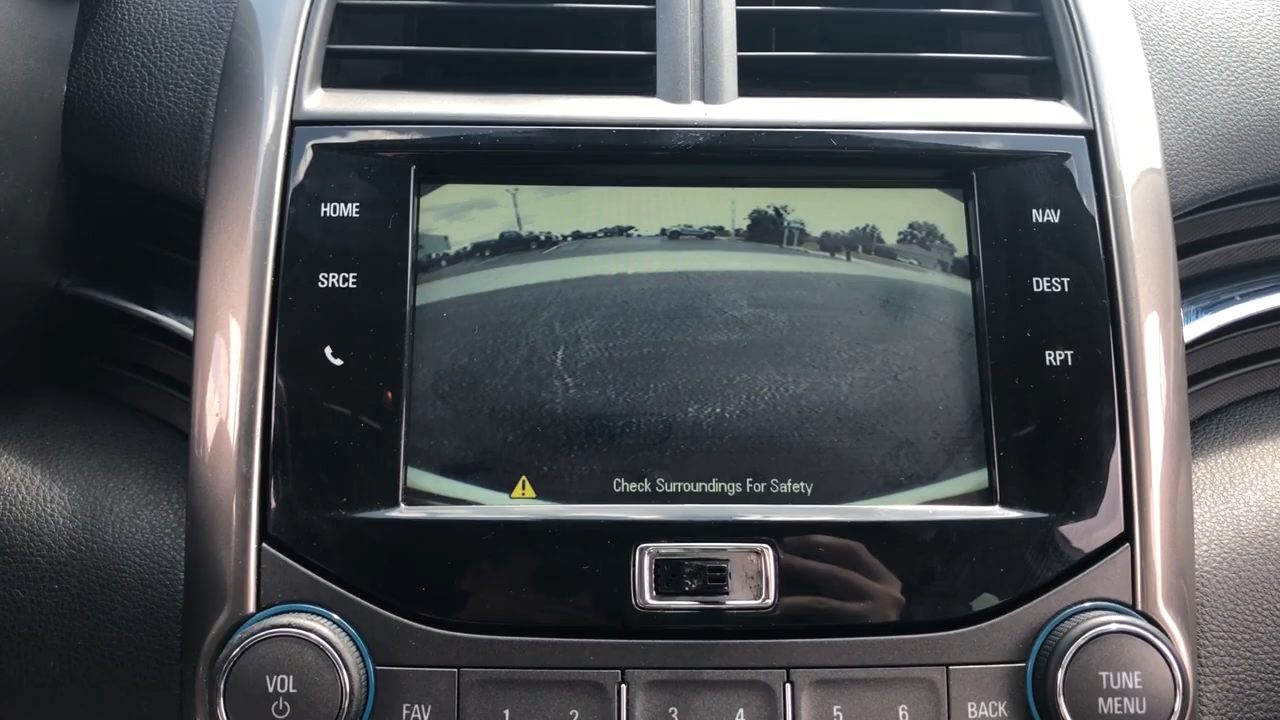 HOME
NAV
SRCE
DEST
RPT
Check Surroundings For Safety
VOL
TUNE
MENU
FAV
1 2
3 4
5 6
BACK